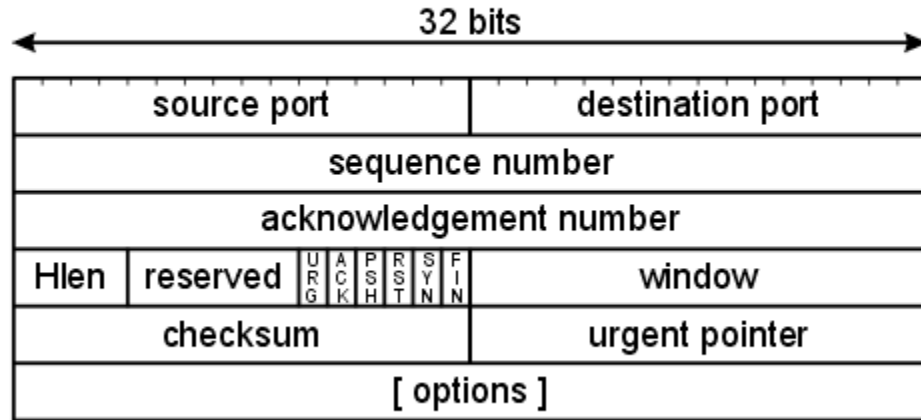 32 bits
source port destination port
sequence number
acknowledgement number
Hlen reserved URG ACK PSH RST SYN FIN window
checksum urgent pointer
[ options ]